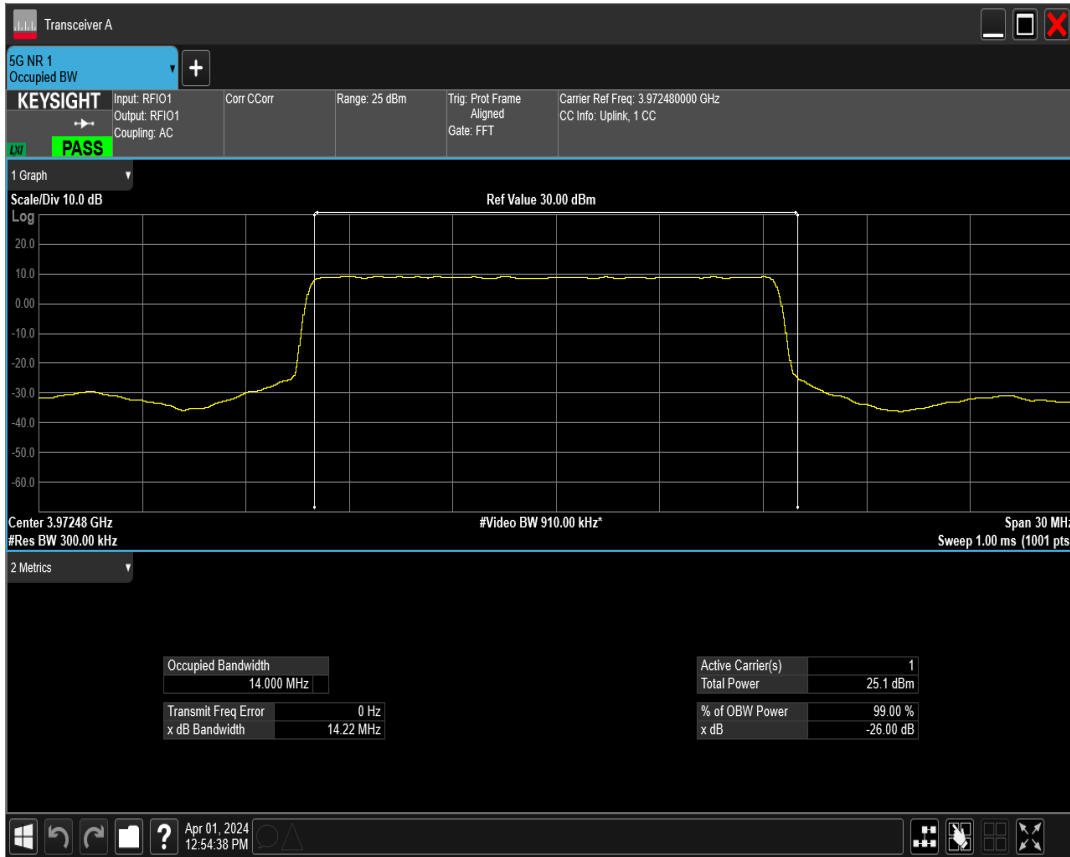 Transceiver A
5G NR 1
Occupied BW
KEYSIGHT
LXI
PASS
Input: RFIO1
Output: RFIO1
Coupling: AC
Corr CCorr
Range: 25 dBm
Trig: Prot Frame
Aligned
Gate: FFT
Carrier Ref Freq: 3.972480000 GHz
CC Info: Uplink, 1 CC
1 Graph
Scale/Div 10.0 dB
Ref Value 30.00 dBm
Log
20.0
10.0
0.00
-10.0
-20.0
-30.0
-40.0
-50.0
-60.0
Center 3.97248 GHz
#Video BW 910.00 kHz*
Span 30 MHz
#Res BW 300.00 kHz
Sweep 1.00 ms (1001 pts
2 Metrics
Occupied Bandwidth
14.000 MHz
Transmit Freq Error 0 Hz
x dB Bandwidth 14.22 MHz
Active Carrier(s) 1
Total Power 25.1 dBm
% of OBW Power 99.00 %
x dB -26.00 dB
Apr 01, 2024
12:54:38 PM